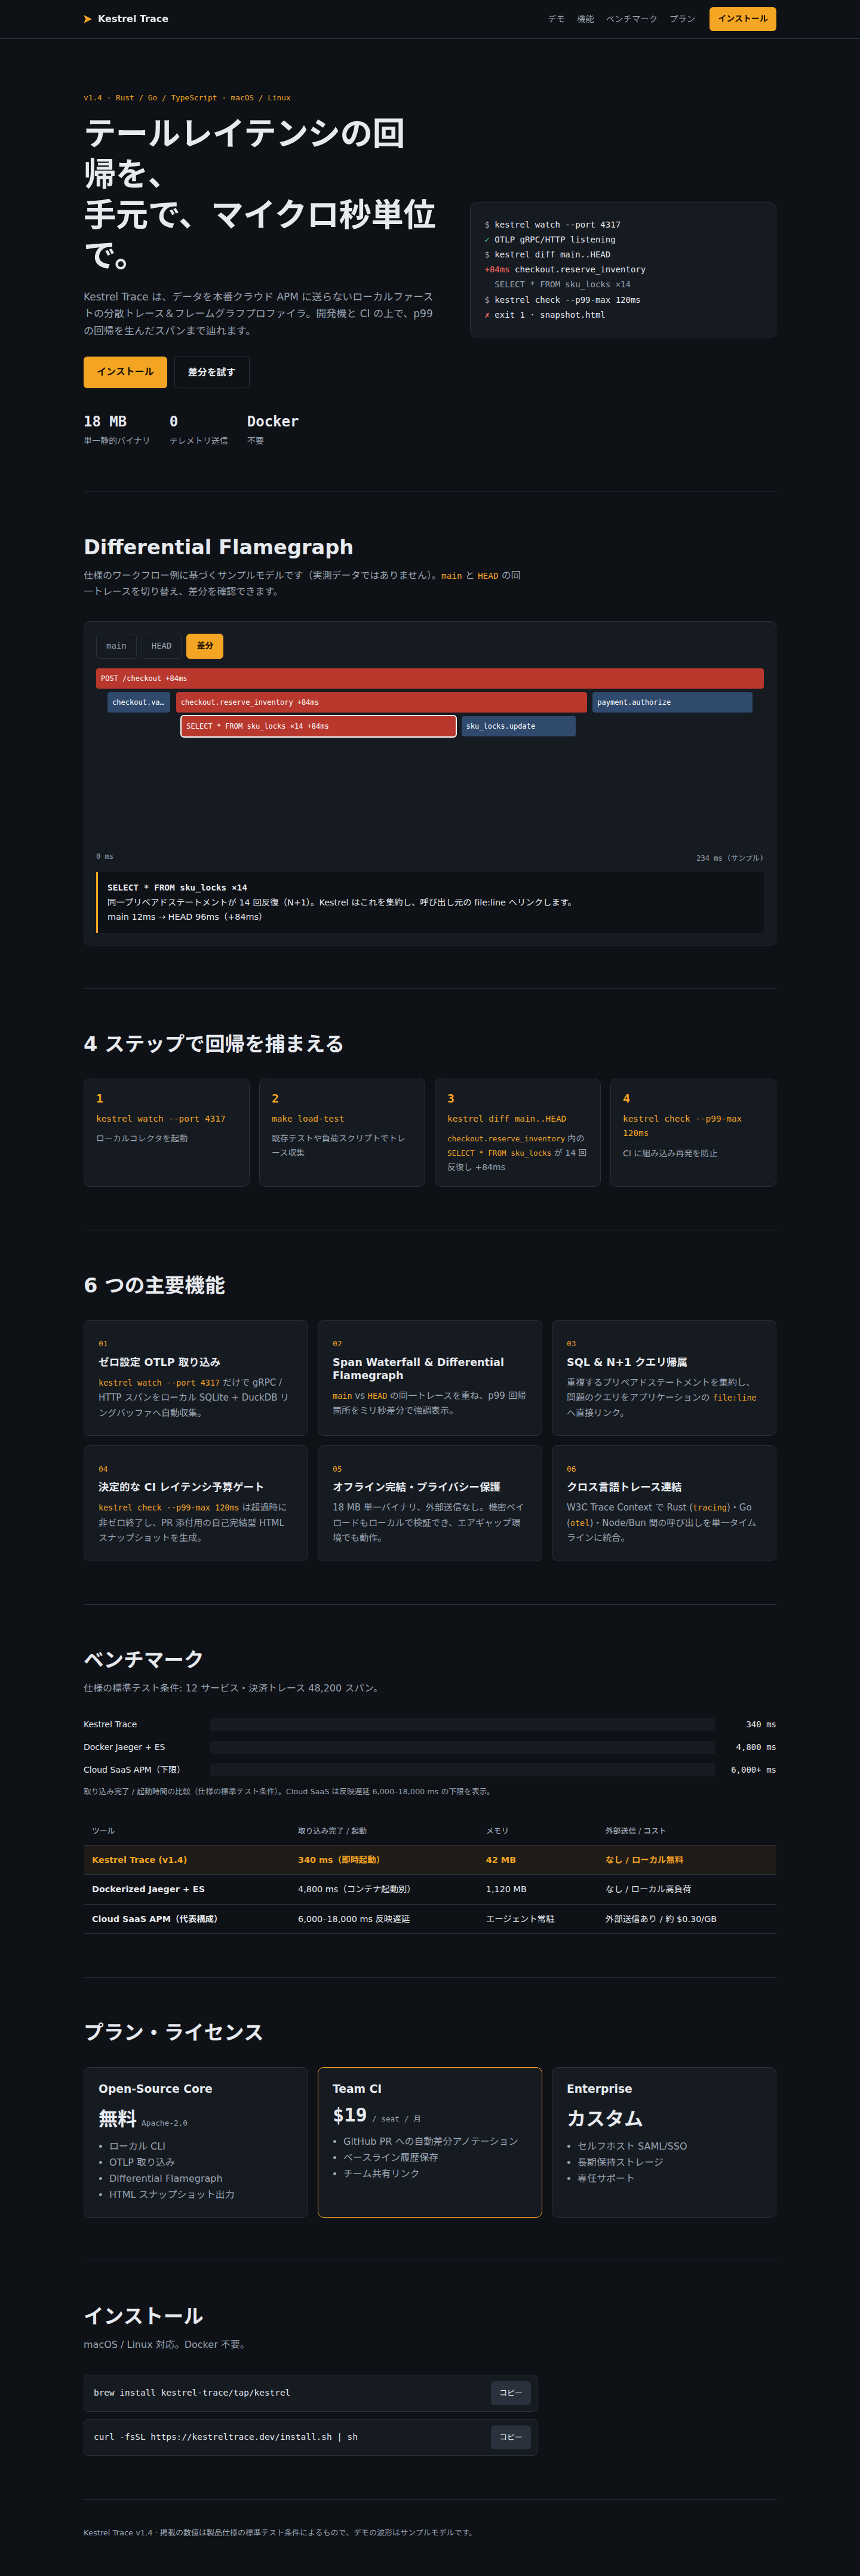 Kestrel Trace
デモ 機能 ベンチマーク プラン インストール
v1.4 · Rust / Go / TypeScript · macOS / Linux
テールレイテンシの回
帰を、
手元で、マイクロ秒単位
で。
Kestrel Trace は、データを本番クラウド APM に送らないローカルファース
トの分散トレース＆フレームグラフプロファイラ。開発機と CI の上で、p99
の回帰を生んだスパンまで辿れます。
インストール 差分を試す
18 MB
単一静的バイナリ
0
テレメトリ送信
Docker
不要
$ kestrel watch --port 4317
✓ OTLP gRPC/HTTP listening
$ kestrel diff main..HEAD
+84ms checkout.reserve_inventory
SELECT * FROM sku_locks ×14
$ kestrel check --p99-max 120ms
✗ exit 1 · snapshot.html
Differential Flamegraph
仕様のワークフロー例に基づくサンプルモデルです（実測データではありません）。main と HEAD の同
一トレースを切り替え、差分を確認できます。
main HEAD 差分
POST /checkout +84ms
checkout.va… checkout.reserve_inventory +84ms payment.authorize
SELECT * FROM sku_locks ×14 +84ms sku_locks.update
0 ms 234 ms (サンプル)
SELECT * FROM sku_locks ×14
同一プリペアドステートメントが 14 回反復（N+1）。Kestrel はこれを集約し、呼び出し元の file:line へリンクします。
main 12ms → HEAD 96ms（+84ms）
4 ステップで回帰を捕まえる
1
kestrel watch --port 4317
ローカルコレクタを起動
2
make load-test
既存テストや負荷スクリプトでトレ
ース収集
3
kestrel diff main..HEAD
checkout.reserve_inventory 内の
SELECT * FROM sku_locks が 14 回
反復し +84ms
4
kestrel check --p99-max
120ms
CI に組み込み再発を防止
6 つの主要機能
01
ゼロ設定 OTLP 取り込み
kestrel watch --port 4317 だけで gRPC /
HTTP スパンをローカル SQLite + DuckDB リ
ングバッファへ自動収集。
02
Span Waterfall & Differential
Flamegraph
main vs HEAD の同一トレースを重ね、p99 回帰
箇所をミリ秒差分で強調表示。
03
SQL & N+1 クエリ帰属
重複するプリペアドステートメントを集約し、
問題のクエリをアプリケーションの file:line
へ直接リンク。
04
決定的な CI レイテンシ予算ゲート
kestrel check --p99-max 120ms は超過時に
非ゼロ終了し、PR 添付用の自己完結型 HTML
スナップショットを生成。
05
オフライン完結・プライバシー保護
18 MB 単一バイナリ、外部送信なし。機密ペイ
ロードもローカルで検証でき、エアギャップ環
境でも動作。
06
クロス言語トレース連結
W3C Trace Context で Rust (tracing)・Go
(otel)・Node/Bun 間の呼び出しを単一タイム
ラインに統合。
ベンチマーク
仕様の標準テスト条件: 12 サービス・決済トレース 48,200 スパン。
Kestrel Trace 340 ms
Docker Jaeger + ES 4,800 ms
Cloud SaaS APM（下限） 6,000+ ms
取り込み完了 / 起動時間の比較（仕様の標準テスト条件）。Cloud SaaS は反映遅延 6,000–18,000 ms の下限を表示。
ツール 取り込み完了 / 起動 メモリ 外部送信 / コスト
Kestrel Trace (v1.4) 340 ms（即時起動） 42 MB なし / ローカル無料
Dockerized Jaeger + ES 4,800 ms（コンテナ起動別） 1,120 MB なし / ローカル高負荷
Cloud SaaS APM（代表構成） 6,000–18,000 ms 反映遅延 エージェント常駐 外部送信あり / 約 $0.30/GB
プラン・ライセンス
Open-Source Core
無料 Apache-2.0
• ローカル CLI
• OTLP 取り込み
• Differential Flamegraph
• HTML スナップショット出力
Team CI
$19 / seat / 月
• GitHub PR への自動差分アノテーション
• ベースライン履歴保存
• チーム共有リンク
Enterprise
カスタム
• セルフホスト SAML/SSO
• 長期保持ストレージ
• 専任サポート
インストール
macOS / Linux 対応。Docker 不要。
brew install kestrel-trace/tap/kestrel コピー
curl -fsSL https://kestreltrace.dev/install.sh | sh コピー
Kestrel Trace v1.4 · 掲載の数値は製品仕様の標準テスト条件によるもので、デモの波形はサンプルモデルです。